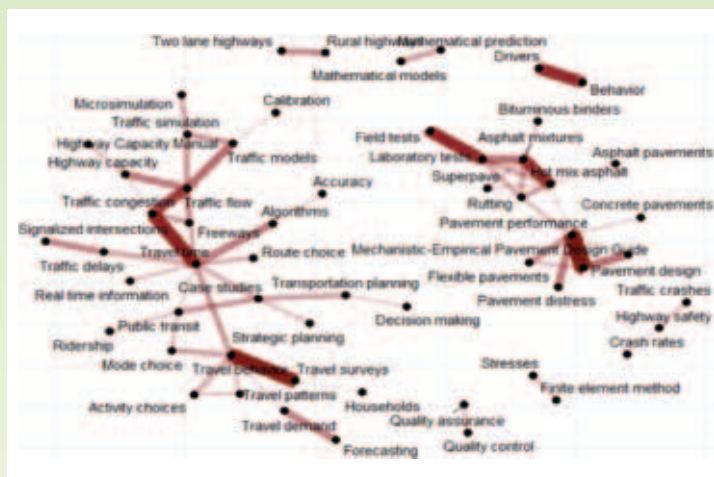 Two lane highways
Rural highways
Mathematical prediction
Mathematical models
Drivers
Behavior
Microsimulation
Calibration
Traffic simulation
Bituminous binders
Highway Capacity Manual
Traffic models
Field tests
Asphalt mixtures
Highway capacity
Laboratory tests
Hot mix asphalt
Asphalt pavements
Superpave
Accuracy
Traffic congestion
Traffic flow
Rutting
Concrete pavements
Algorithms
Pavement performance
Signalized intersections
Freeways
Travel time
Route choice
Mechanistic-Empirical Pavement Design Guide
Traffic delays
Flexible pavements
Pavement design
Real time information
Case studies
Transportation planning
Pavement distress
Traffic crashes
Public transit
Decision making
Highway safety
Ridership
Strategic planning
Crash rates
Mode choice
Travel behavior
Travel surveys
Stresses
Finite element method
Activity choices
Travel patterns
Households
Quality assurance
Travel demand
Forecasting
Quality control